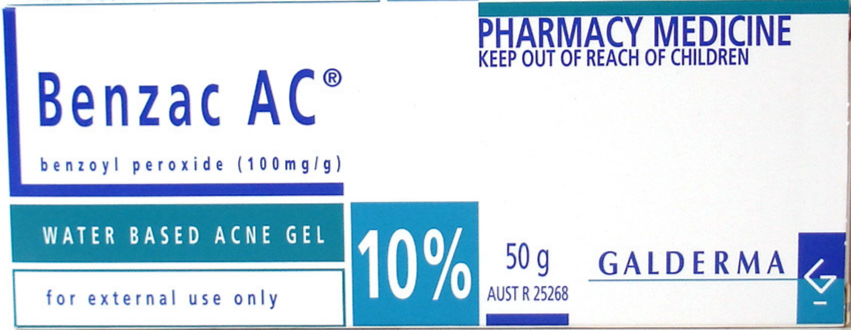 PHARMACY MEDICINE
KEEP OUT OF REACH OF CHILDREN
Benzac AC®
benzoyl peroxide (100mg/g)
WATER BASED ACNE GEL
for external use only
10%
50 g
AUST R 25268
GALDERMA